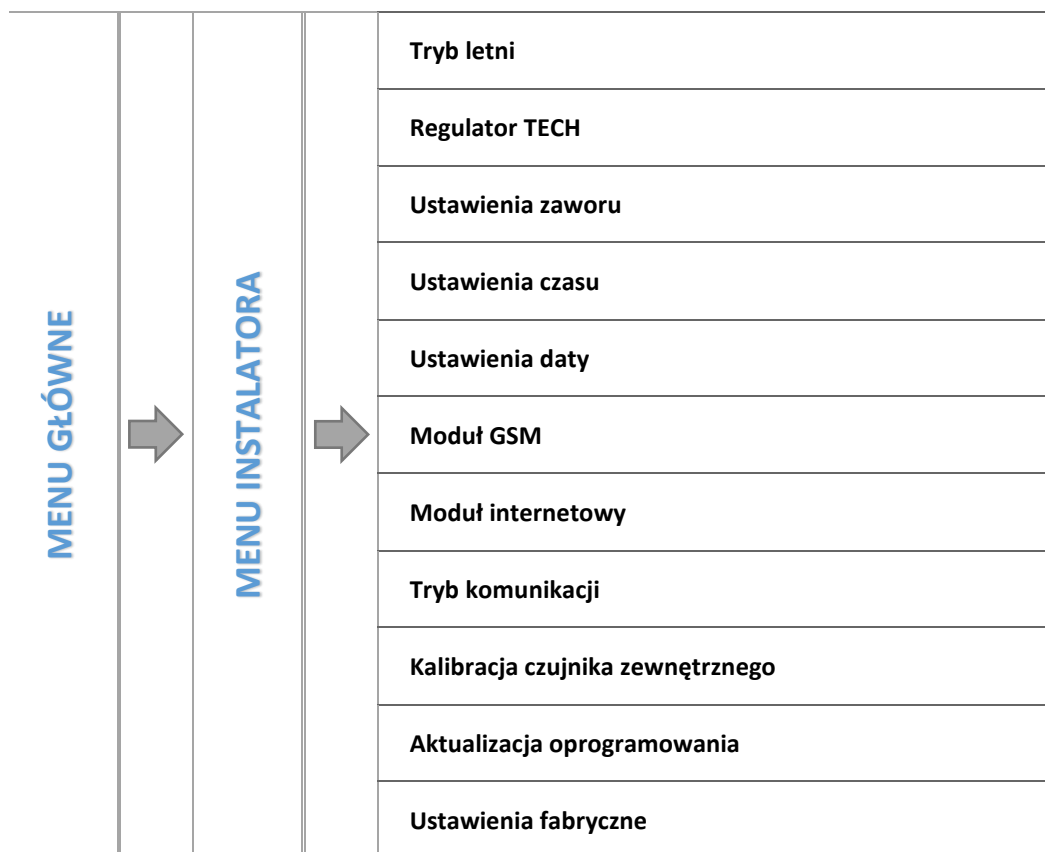 MENU GŁÓWNE
MENU INSTALATORA
Tryb letni
Regulator TECH
Ustawienia zaworu
Ustawienia czasu
Ustawienia daty
Moduł GSM
Moduł internetowy
Tryb komunikacji
Kalibracja czujnika zewnętrznego
Aktualizacja oprogramowania
Ustawienia fabryczne